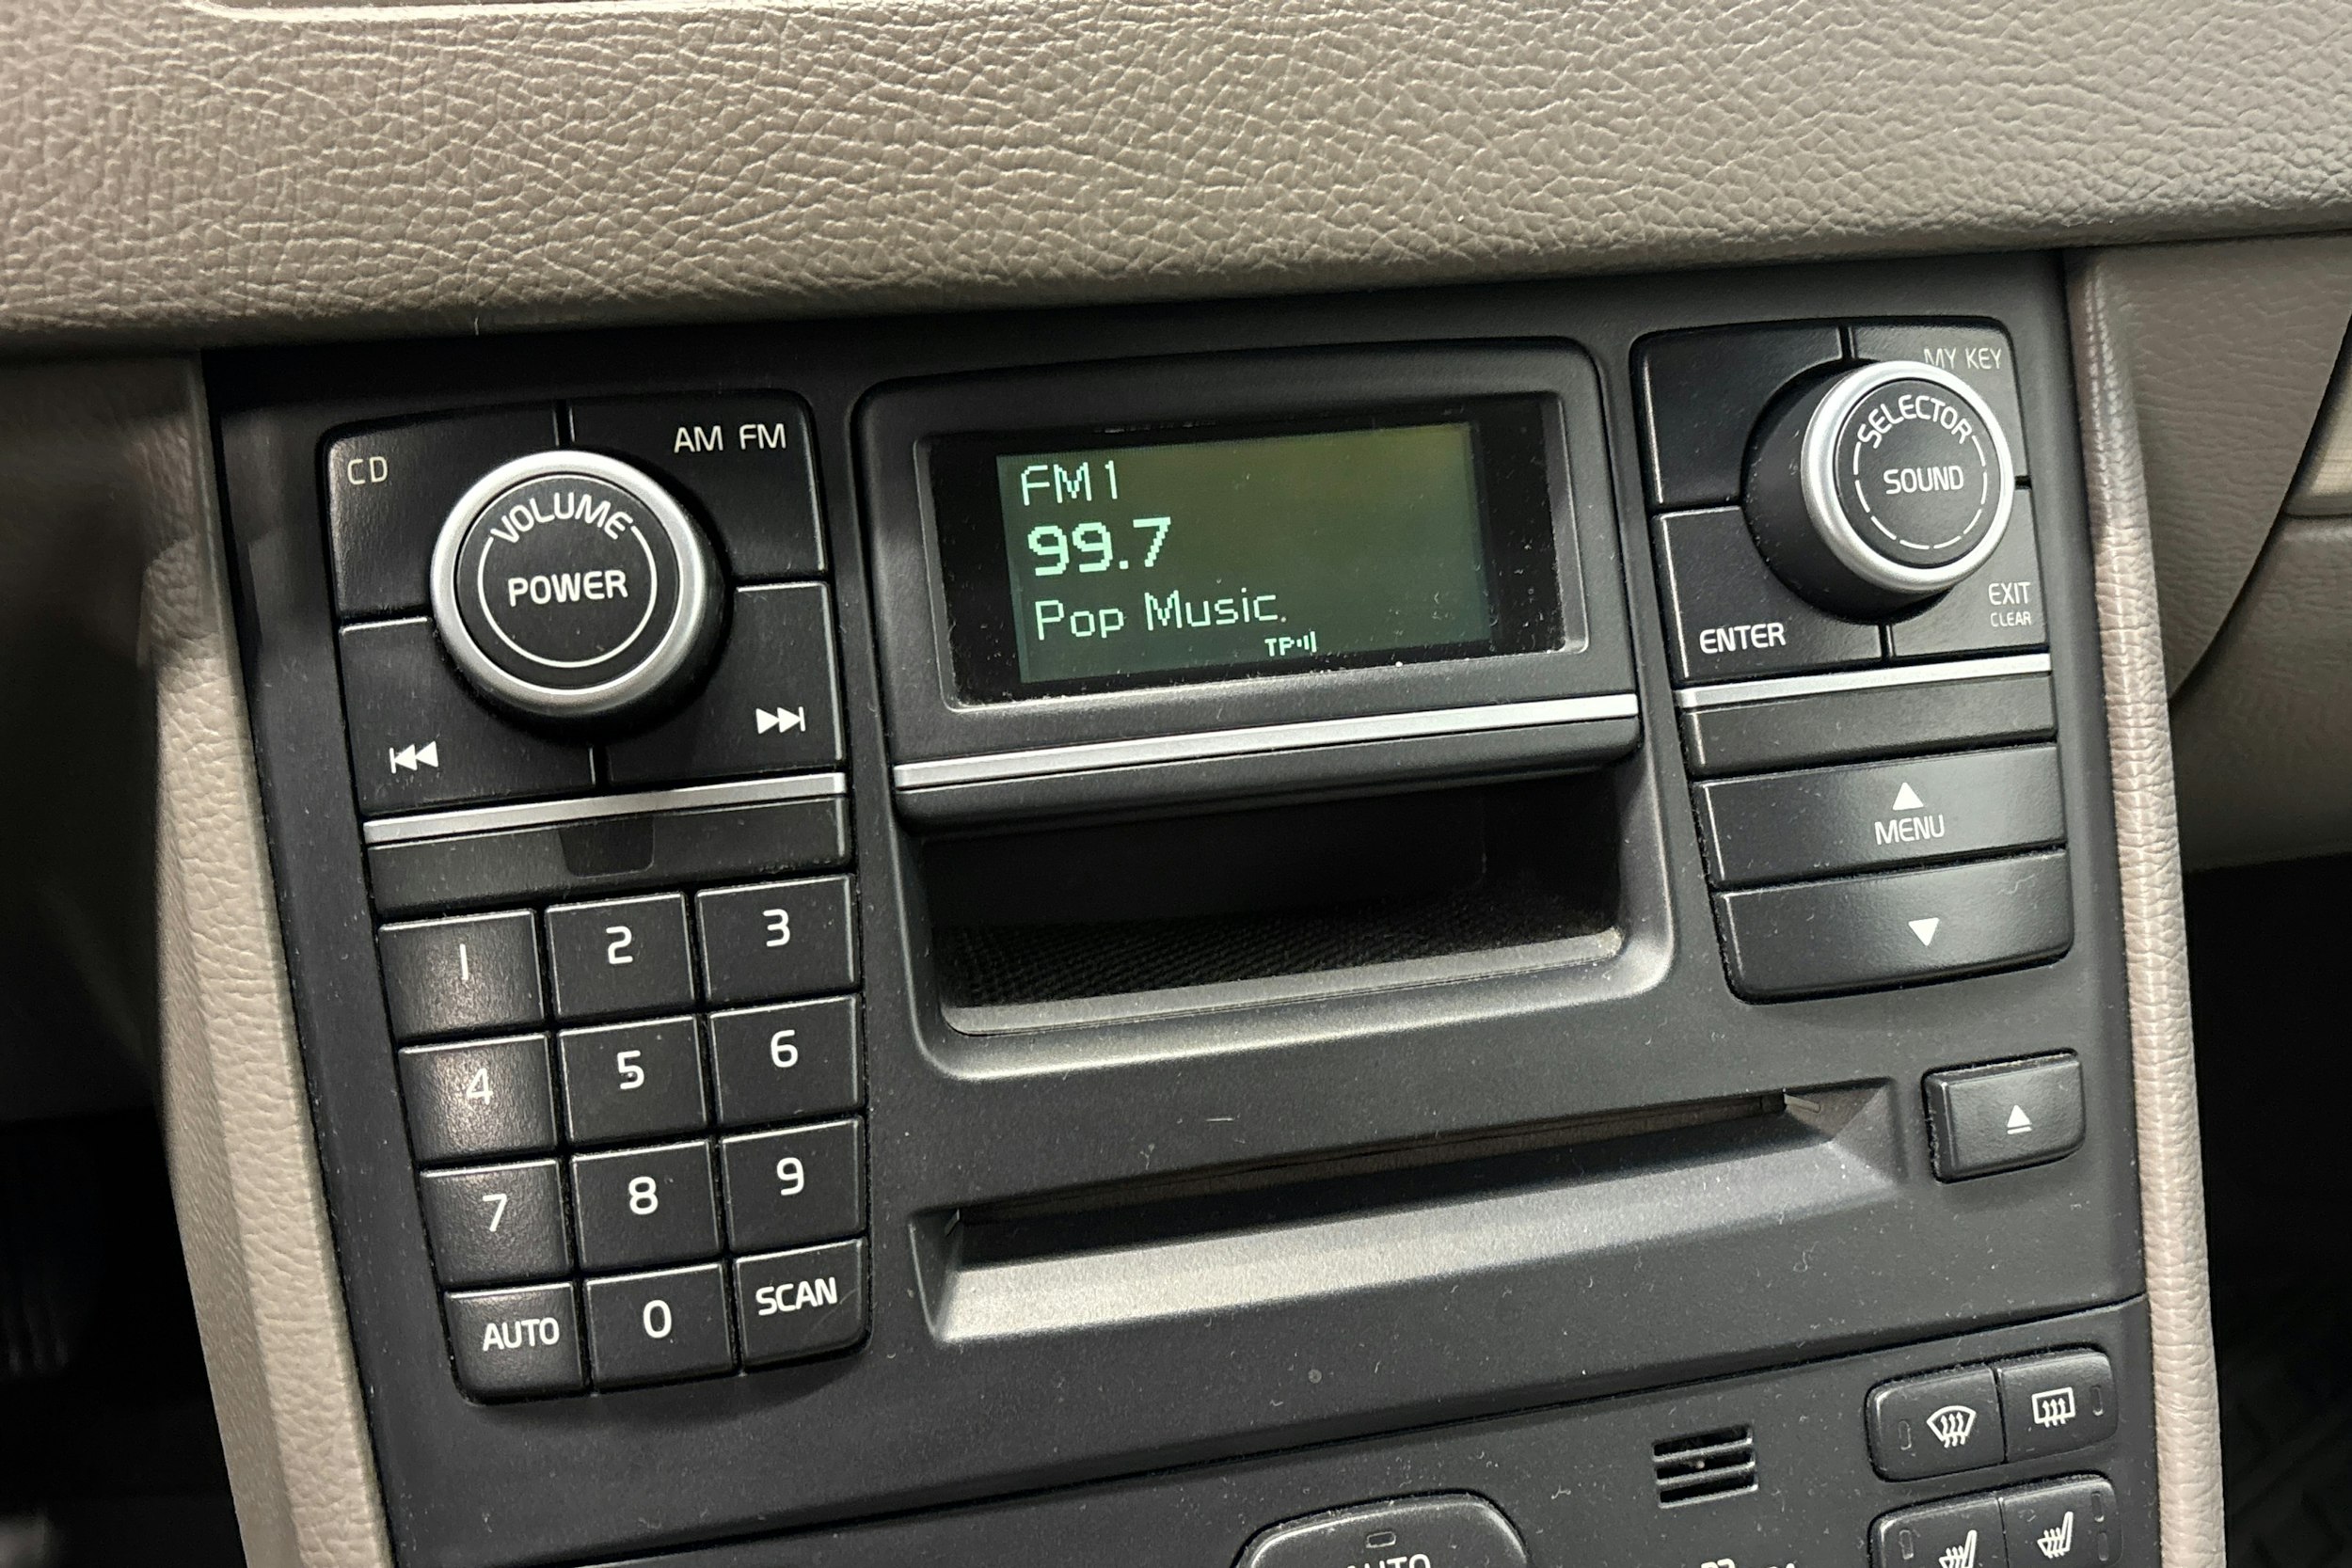 CD
AM FM
VOLUME
POWER
FM1
99.7
Pop Music
TP
MY KEY
SELECTOR
SOUND
ENTER
EXIT
CLEAR
MENU
1
2
3
4
5
6
7
8
9
AUTO
0
SCAN
AUTO